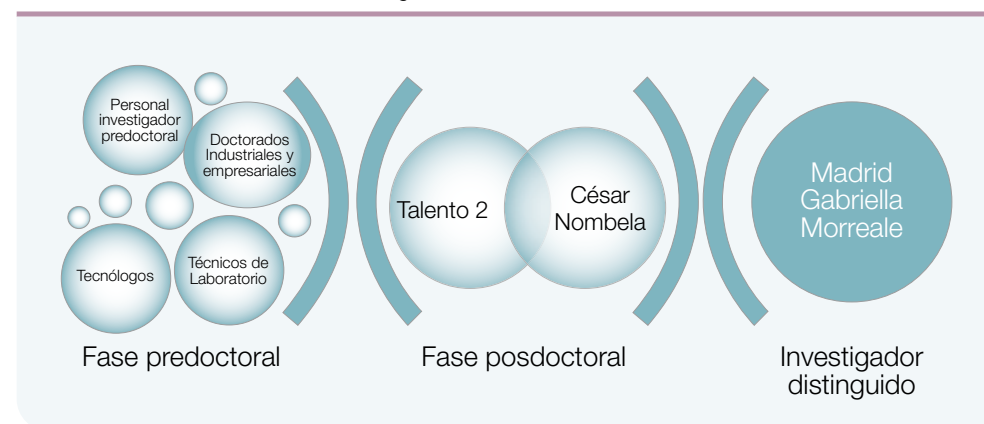 Personal
investigador
predoctoral
Doctorados
Industriales y
empresariales
Tecnólogos
Técnicos de
Laboratorio
Talento 2
César
Nombela
Madrid
Gabriella
Morreale
Fase predoctoral
Fase posdoctoral
Investigador
distinguido